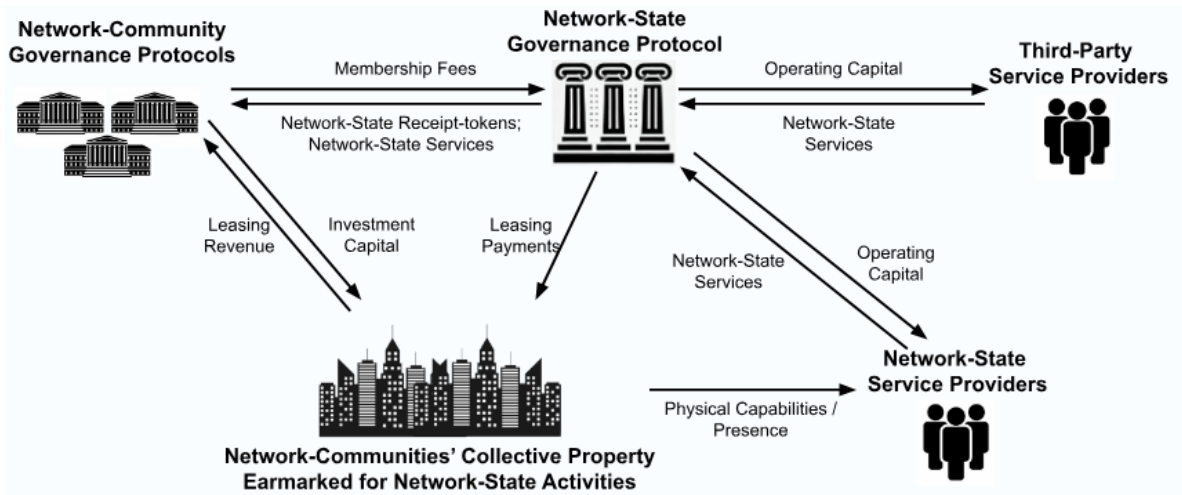 Network-Community
Governance Protocols
Network-State
Governance Protocol
Third-Party
Service Providers
Membership Fees
Network-State Receipt-tokens;
Network-State Services
Operating Capital
Network-State
Services
Leasing
Revenue
Investment
Capital
Leasing
Payments
Network-State
Services
Operating
Capital
Network-State
Service Providers
Physical Capabilities /
Presence
Network-Communities’ Collective Property
Earmarked for Network-State Activities